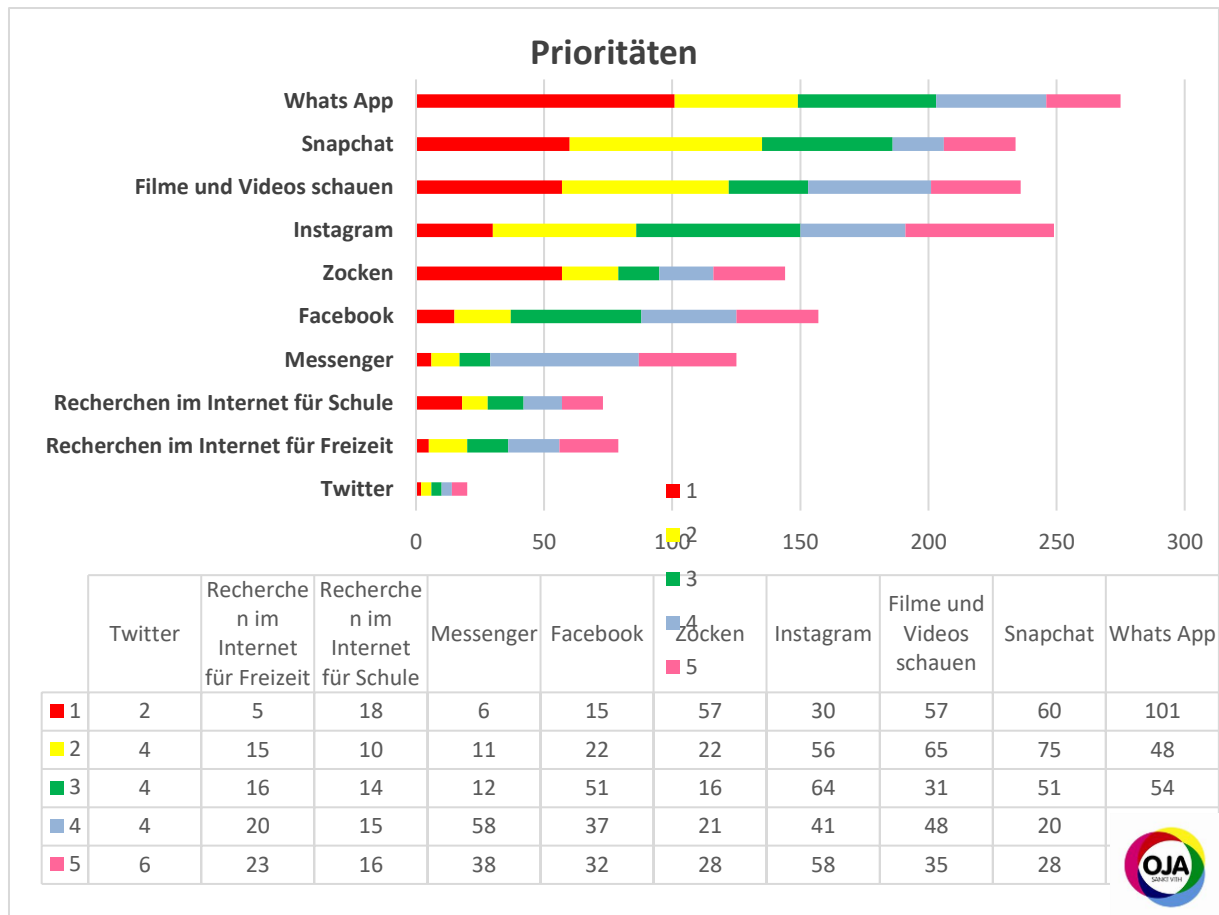 Prioritäten
Whats App
Snapchat
Filme und Videos schauen
Instagram
Zocken
Facebook
Messenger
Recherchen im Internet für Schule
Recherchen im Internet für Freizeit
Twitter
0 50 100 150 200 250 300
1
2
3
4
5
Twitter Recherche Recherche Messenger Facebook Zocken Instagram Filme und Snapchat Whats App
n im n im Videos
Internet Internet schauen
für Freizeit für Schule
1 2 5 18 6 15 57 30 57 60 101
2 4 15 10 11 22 22 56 65 75 48
3 4 16 14 12 51 16 64 31 51 54
4 4 20 15 58 37 21 41 48 20
5 6 23 16 38 32 28 58 35 28
OJA
SANKT VITH